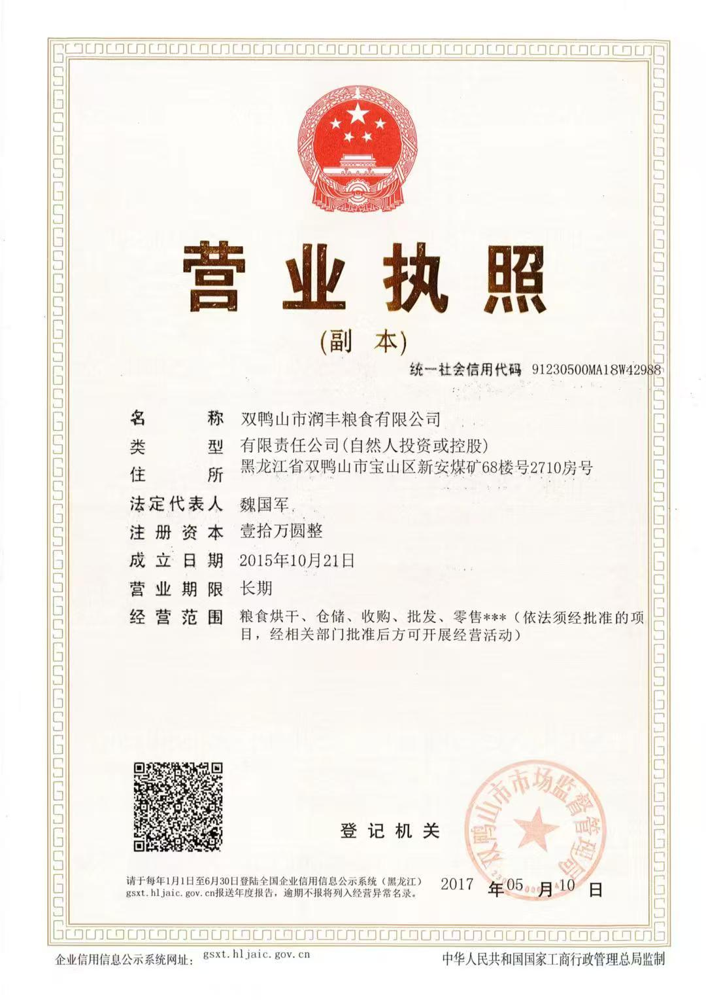 营业执照
(副 本)
统一社会信用代码 91230500MA18W42988
名 称 双鸭山市润丰粮食有限公司
类 型 有限责任公司(自然人投资或控股)
住 所 黑龙江省双鸭山市宝山区新安煤矿68楼号2710房号
法定代表人 魏国军
注册资本 壹拾万圆整
成立日期 2015年10月21日
营业期限 长期
经营范围 粮食烘干、仓储、收购、批发、零售***（依法须经批准的项
目，经相关部门批准后方可开展经营活动）
双鸭山市市场监督管理局
登记机关
请于每年1月1日至6月30日登陆全国企业信用信息公示系统（黑龙江）
gsxt.hljaic.gov.cn报送年度报告，逾期不报将列入经营异常名录。
2017 年05 月10 日
企业信用信息公示系统网址： gsxt.hljaic.gov.cn
中华人民共和国国家工商行政管理总局监制